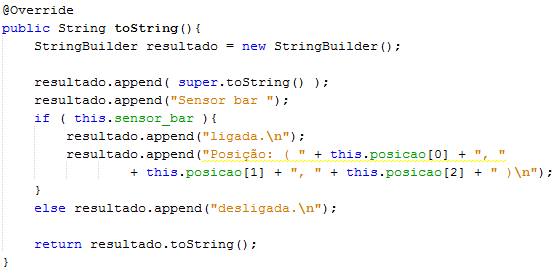 @Override
public String toString(){
StringBuilder resultado = new StringBuilder();
resultado.append( super.toString() );
resultado.append("Sensor bar ");
if ( this.sensor_bar ){
resultado.append("ligada.\n");
resultado.append("Posição: ( " + this.posicao[0] + ", "
+ this.posicao[1] + ", " + this.posicao[2] + " )\n");
}
else resultado.append("desligada.\n");
return resultado.toString();
}